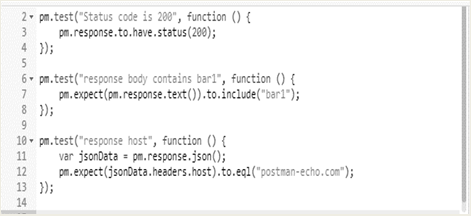 2 pm.test("Status code is 200", function () {
3 pm.response.to.have.status(200);
4 });
5
6 pm.test("response body contains bar1", function () {
7 pm.expect(pm.response.text()).to.include("bar1");
8 });
9
10 pm.test("response host", function () {
11 var jsonData = pm.response.json();
12 pm.expect(jsonData.headers.host).to.eql("postman-echo.com");
13 });
14